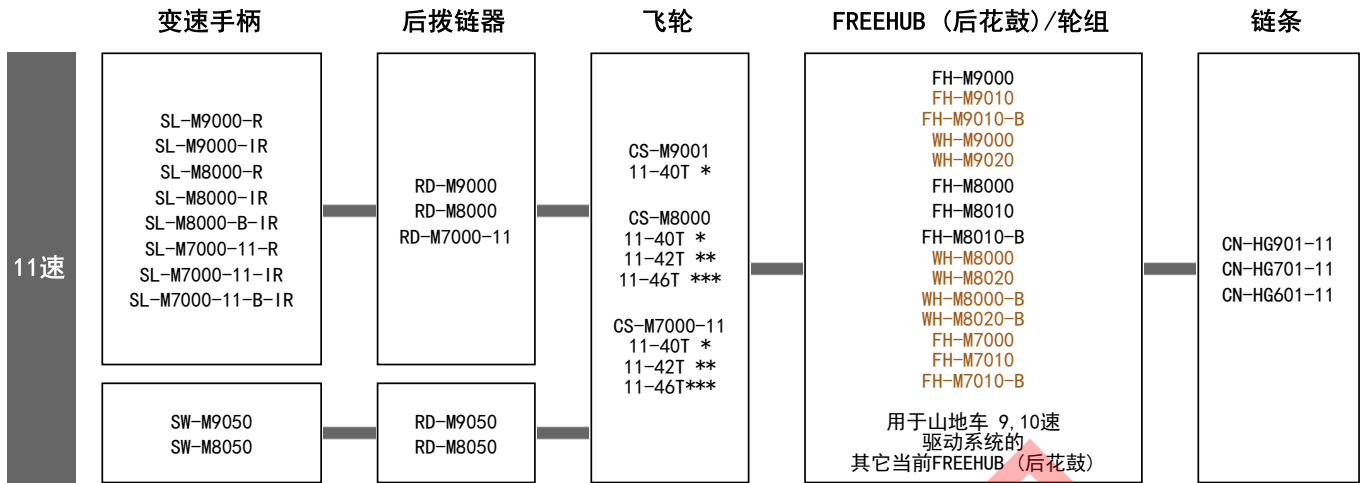 变速手柄
后拨链器
飞轮
FREEHUB (后花鼓)/轮组
链条
11速
SL-M9000-R
SL-M9000-IR
SL-M8000-R
SL-M8000-IR
SL-M8000-B-IR
SL-M7000-11-R
SL-M7000-11-IR
SL-M7000-11-B-IR
SW-M9050
SW-M8050
RD-M9000
RD-M8000
RD-M7000-11
RD-M9050
RD-M8050
CS-M9001
11-40T *
CS-M8000
11-40T *
11-42T **
11-46T ***
CS-M7000-11
11-40T *
11-42T **
11-46T***
FH-M9000
FH-M9010
FH-M9010-B
WH-M9000
WH-M9020
FH-M8000
FH-M8010
FH-M8010-B
WH-M8000
WH-M8020
WH-M8000-B
WH-M8020-B
FH-M7000
FH-M7010
FH-M7010-B
用于山地车 9,10速
驱动系统的
其它当前FREEHUB (后花鼓)
CN-HG901-11
CN-HG701-11
CN-HG601-11